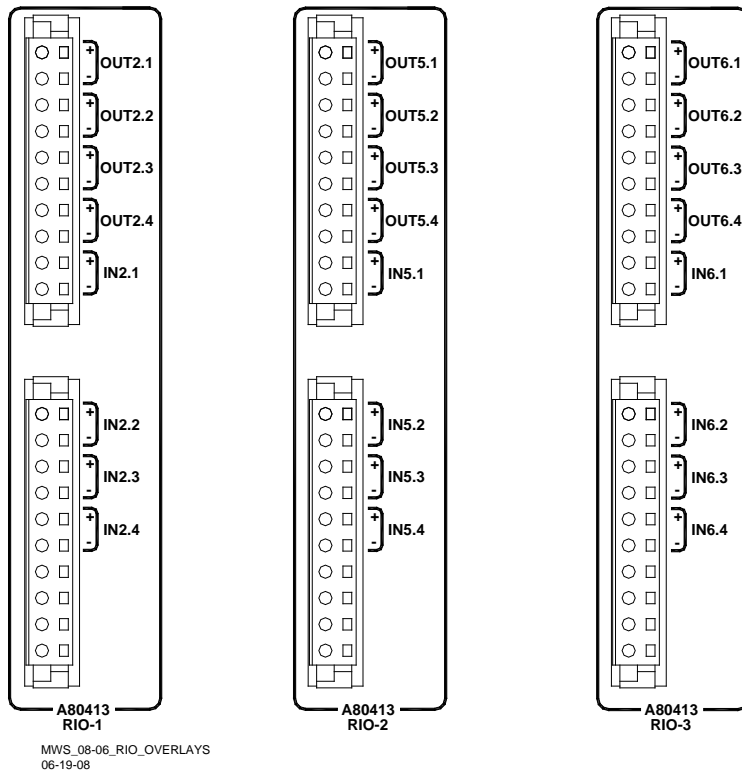 +
OUT2.1
-
+
OUT2.2
-
+
OUT2.3
-
+
OUT2.4
-
+
IN2.1
-
+
IN2.2
-
+
IN2.3
-
+
IN2.4
-
A80413
RIO-1
+
OUT5.1
-
+
OUT5.2
-
+
OUT5.3
-
+
OUT5.4
-
+
IN5.1
-
+
IN5.2
-
+
IN5.3
-
+
IN5.4
-
A80413
RIO-2
+
OUT6.1
-
+
OUT6.2
-
+
OUT6.3
-
+
OUT6.4
-
+
IN6.1
-
+
IN6.2
-
+
IN6.3
-
+
IN6.4
-
A80413
RIO-3
MWS_08-06_RIO_OVERLAYS
06-19-08